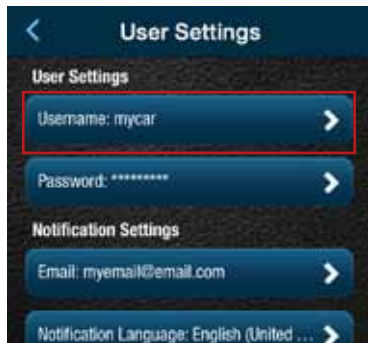 User Settings
User Settings
Username: mycar
Password: *********
Notification Settings
Email: myemail@email.com
Notification Language: English (United ...